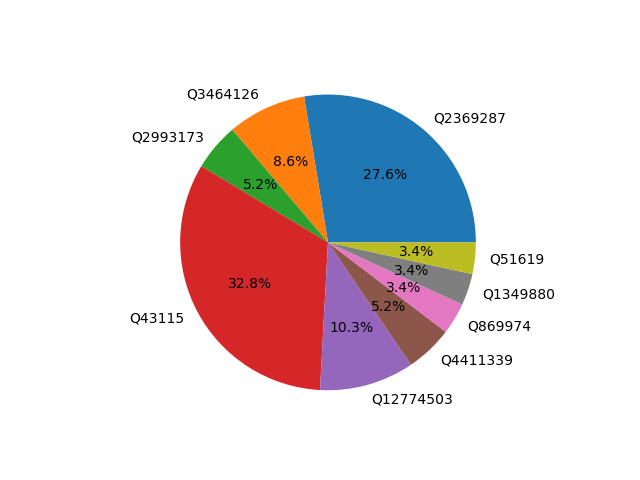 Q3464126
Q2369287
Q2993173
8.6%
27.6%
5.2%
3.4%
Q51619
3.4%
32.8%
3.4%
Q1349880
5.2%
Q43115
10.3%
Q869974
Q4411339
Q12774503